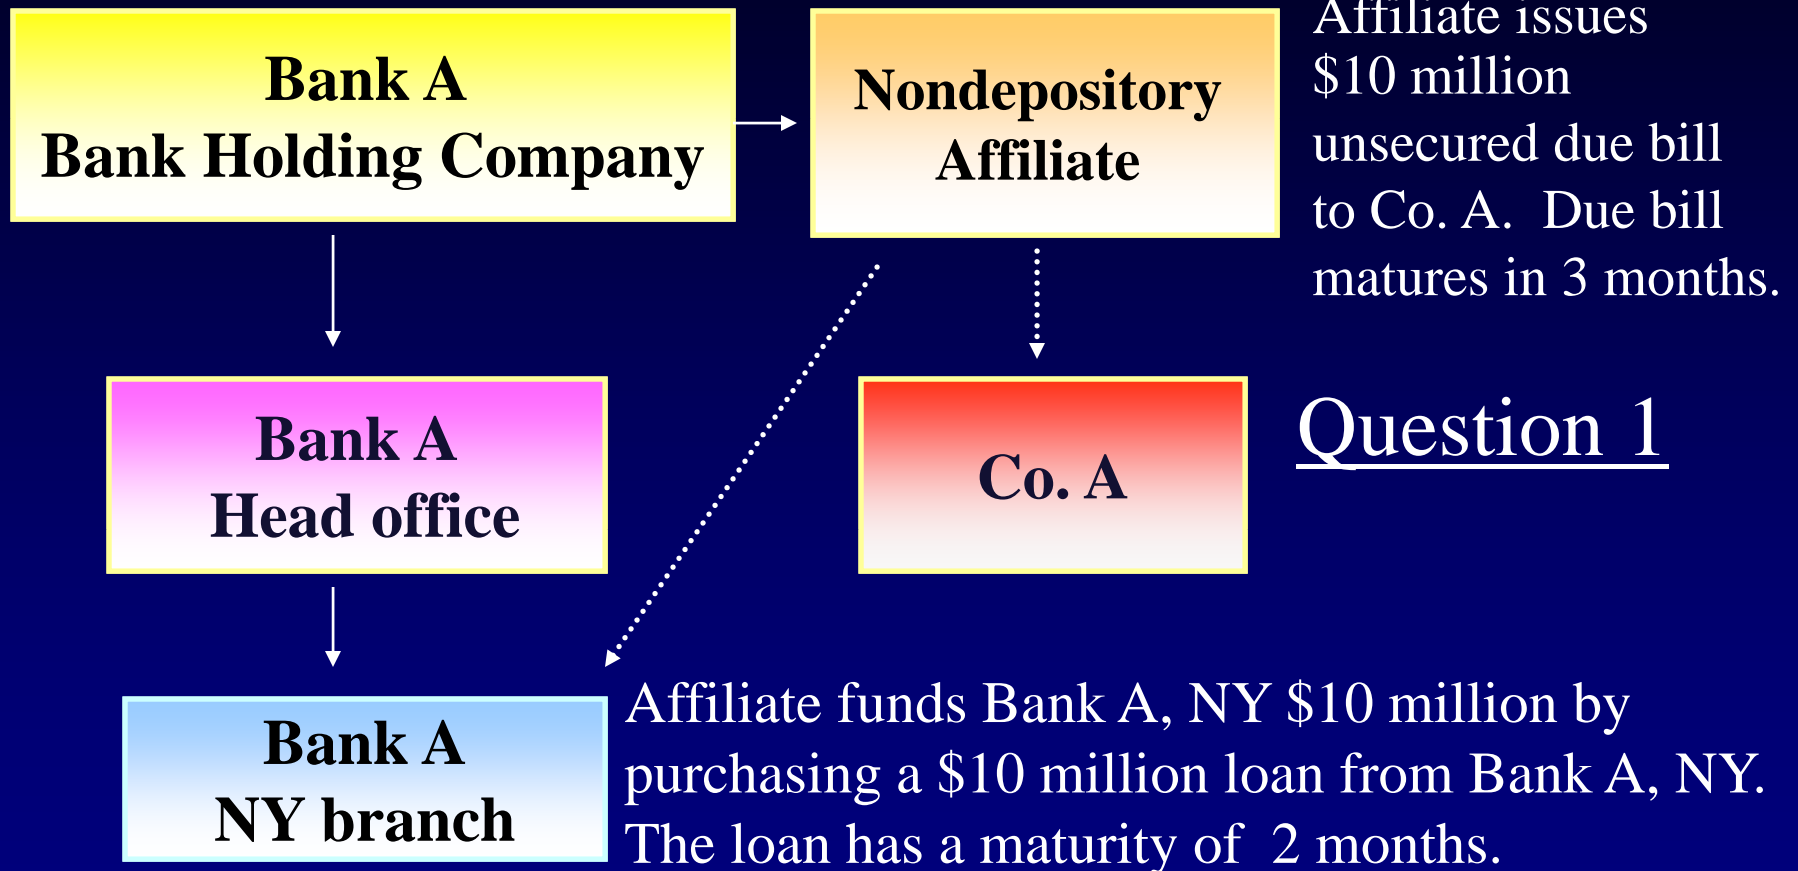 Bank A
Bank Holding Company
Nondepository
Affiliate
Affiliate issues
$10 million
unsecured due bill
to Co. A.  Due bill
matures in 3 months.
Bank A
Head office
Co. A
Question 1
Bank A
NY branch
Affiliate funds Bank A, NY $10 million by
purchasing a $10 million loan from Bank A, NY.
The loan has a maturity of  2 months.